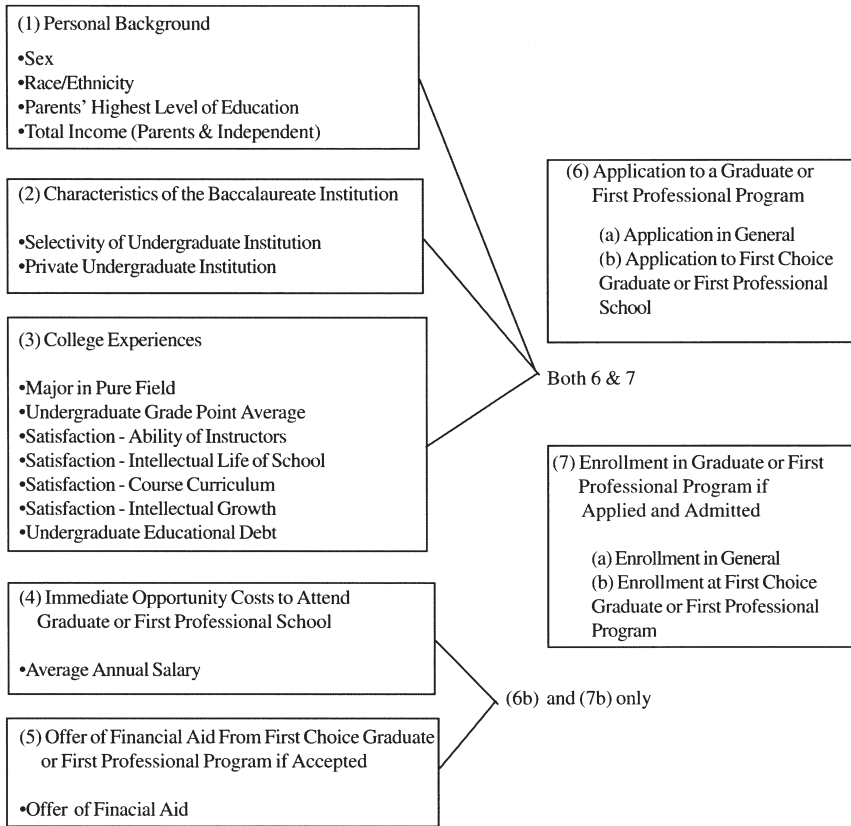 (1) Personal Background
•Sex
•Race/Ethnicity
•Parents’ Highest Level of Education
•Total Income (Parents & Independent)
(2) Characteristics of the Baccalaureate Institution
•Selectivity of Undergraduate Institution
•Private Undergraduate Institution
(3) College Experiences
•Major in Pure Field
•Undergraduate Grade Point Average
•Satisfaction - Ability of Instructors
•Satisfaction - Intellectual Life of School
•Satisfaction - Course Curriculum
•Satisfaction - Intellectual Growth
•Undergraduate Educational Debt
(4) Immediate Opportunity Costs to Attend
Graduate or First Professional School
•Average Annual Salary
(5) Offer of Financial Aid From First Choice Graduate
or First Professional Program if Accepted
•Offer of Finacial Aid
(6) Application to a Graduate or
First Professional Program
(a) Application in General
(b) Application to First Choice
Graduate or First Professional
School
Both 6 & 7
(7) Enrollment in Graduate or First
Professional Program if
Applied and Admitted
(a) Enrollment in General
(b) Enrollment at First Choice
Graduate or First Professional
Program
(6b) and (7b) only